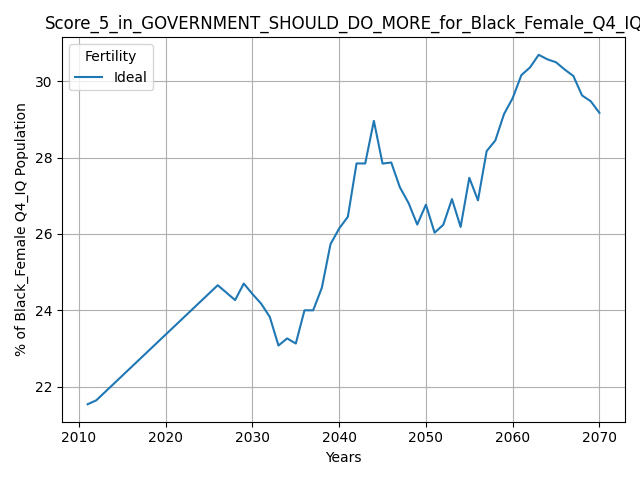 Score_5_in_GOVERNMENT_SHOULD_DO_MORE_for_Black_Female_Q4_IQ
Fertility
Ideal
% of Black_Female Q4_IQ Population
30
28
26
24
22
2010 2020 2030 2040 2050 2060 2070
Years